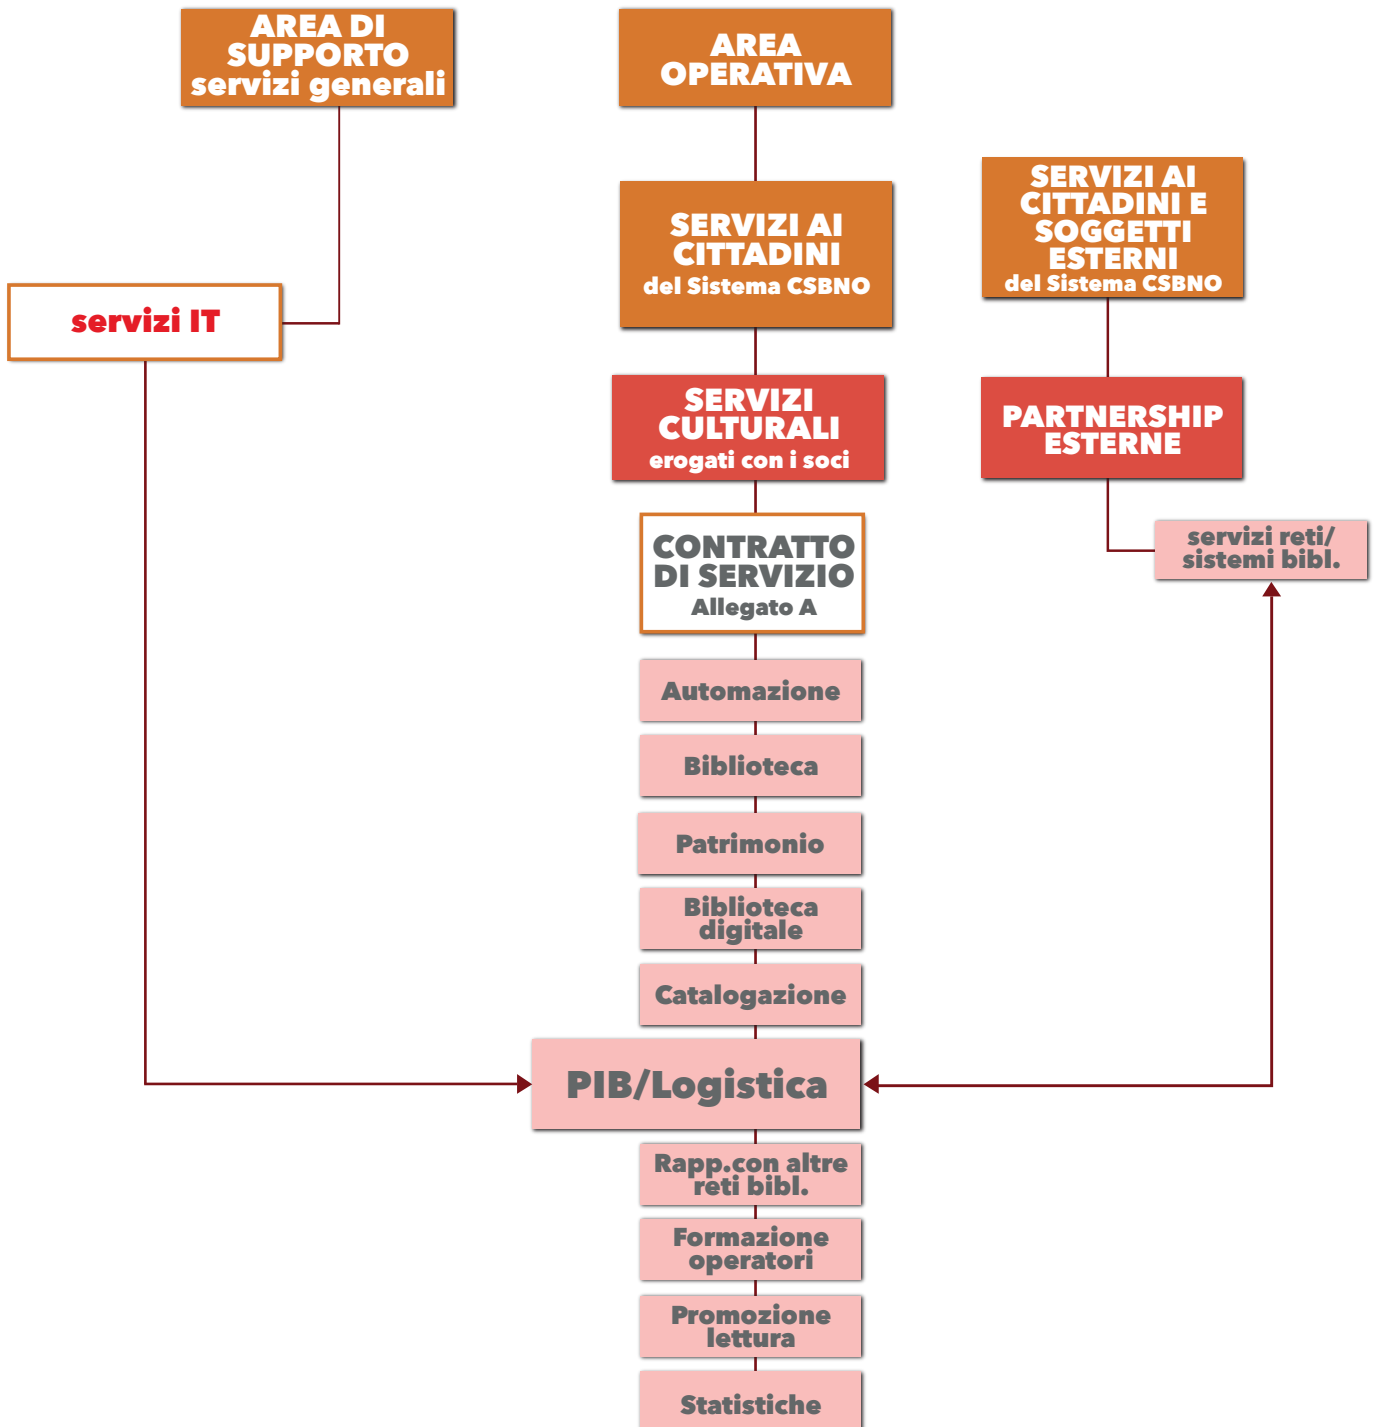 AREA DI
SUPPORTO
servizi generali
AREA
OPERATIVA
SERVIZI AI
CITTADINI E
SOGGETTI
ESTERNI
del Sistema CSBNO
SERVIZI AI
CITTADINI
del Sistema CSBNO
servizi IT
SERVIZI
CULTURALI
erogati con i soci
PARTNERSHIP
ESTERNE
CONTRATTO
DI SERVIZIO
Allegato A
servizi reti/
sistemi bibl.
Automazione
Biblioteca
Patrimonio
Biblioteca
digitale
Catalogazione
PIB/Logistica
Rapp.con altre
reti bibl.
Formazione
operatori
Promozione
lettura
Statistiche